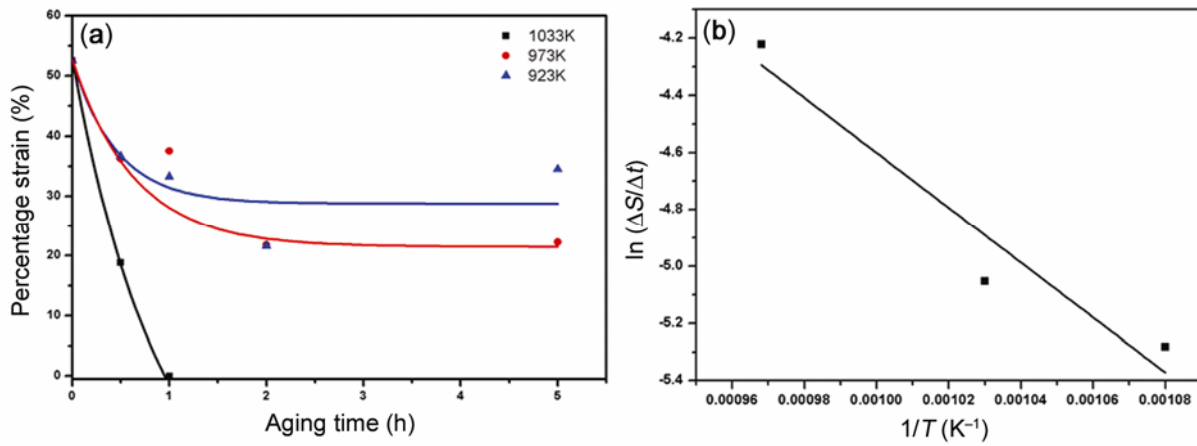 (a)
1033K
973K
923K
60
50
40
30
20
10
0
Percentage strain (%)
0 1 2 3 4 5
Aging time (h)
(b)
-4.2
-4.4
-4.6
-4.8
-5.0
-5.2
-5.4
ln (ΔS/Δt)
0.00096 0.00098 0.00100 0.00102 0.00104 0.00106 0.00108
1/T (K⁻¹)